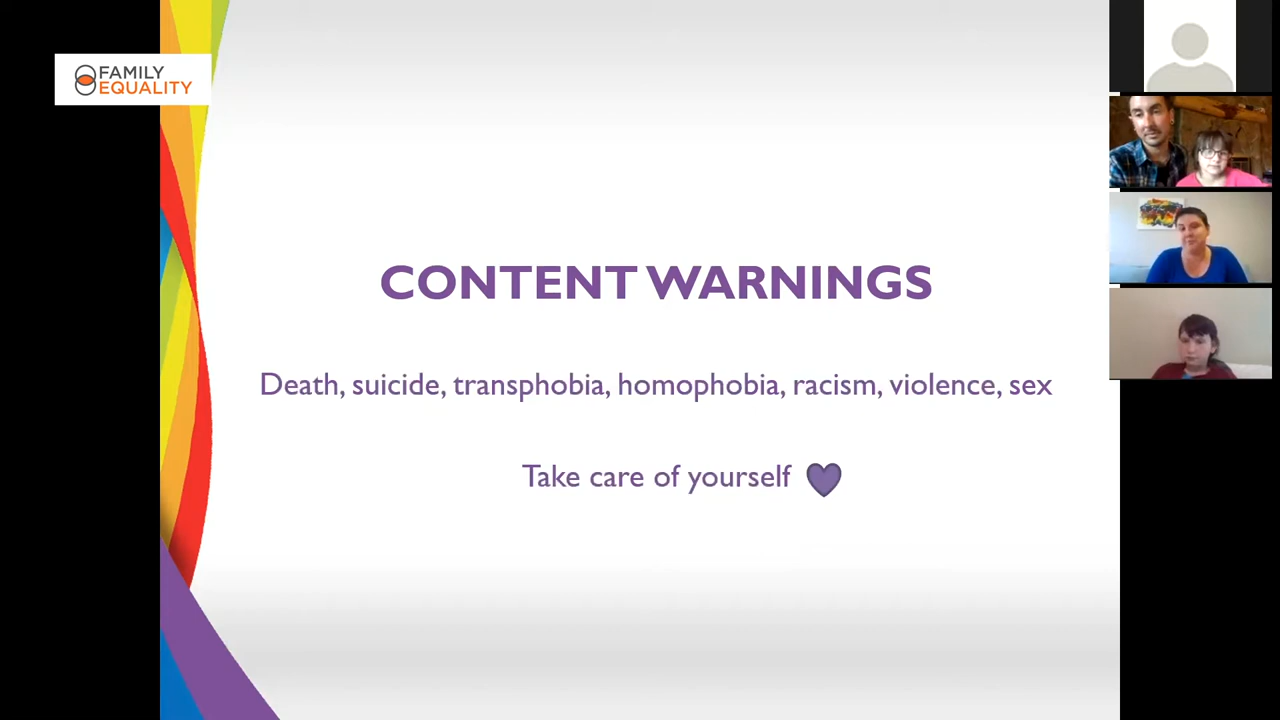 FAMILY
EQUALITY
CONTENT WARNINGS
Death, suicide, transphobia, homophobia, racism, violence, sex
Take care of yourself